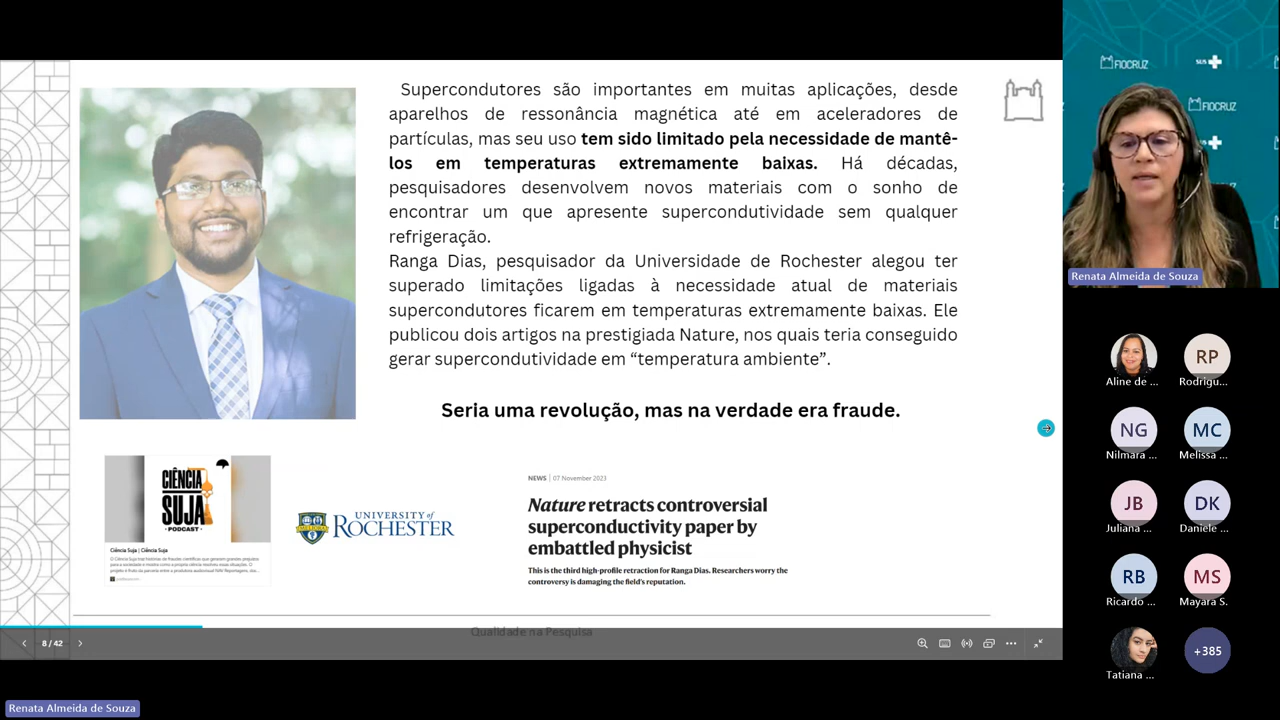 Supercondutores são importantes em muitas aplicações, desde
aparelhos de ressonância magnética até em aceleradores de
partículas, mas seu uso tem sido limitado pela necessidade de mantê-
los em temperaturas extremamente baixas. Há décadas,
pesquisadores desenvolvem novos materiais com o sonho de
encontrar um que apresente supercondutividade sem qualquer
refrigeração.
Ranga Dias, pesquisador da Universidade de Rochester alegou ter
superado limitações ligadas à necessidade atual de materiais
supercondutores ficarem em temperaturas extremamente baixas. Ele
publicou dois artigos na prestigiada Nature, nos quais teria conseguido
gerar supercondutividade em “temperatura ambiente”.
Seria uma revolução, mas na verdade era fraude.
CIÊNCIA
SUJA
•PODCAST•
Ciência Suja | Ciência Suja
UNIVERSITY of
ROCHESTER
NEWS | 07 November 2023
Nature retracts controversial
superconductivity paper by
embattled physicist
This is the third high-profile retraction for Ranga Dias. Researchers worry the
controversy is damaging the field's reputation.
Qualidade na Pesquisa
8 / 42
FIOCRUZ
SUS
FIOCRUZ
FIOCRUZ
Renata Almeida de Souza
Aline de ...
RP
Rodrigu...
NG
Nilmara ...
MC
Melissa ...
JB
Juliana ...
DK
Daniele ...
RB
Ricardo ...
MS
Mayara S.
Tatiana ...
+385
Renata Almeida de Souza